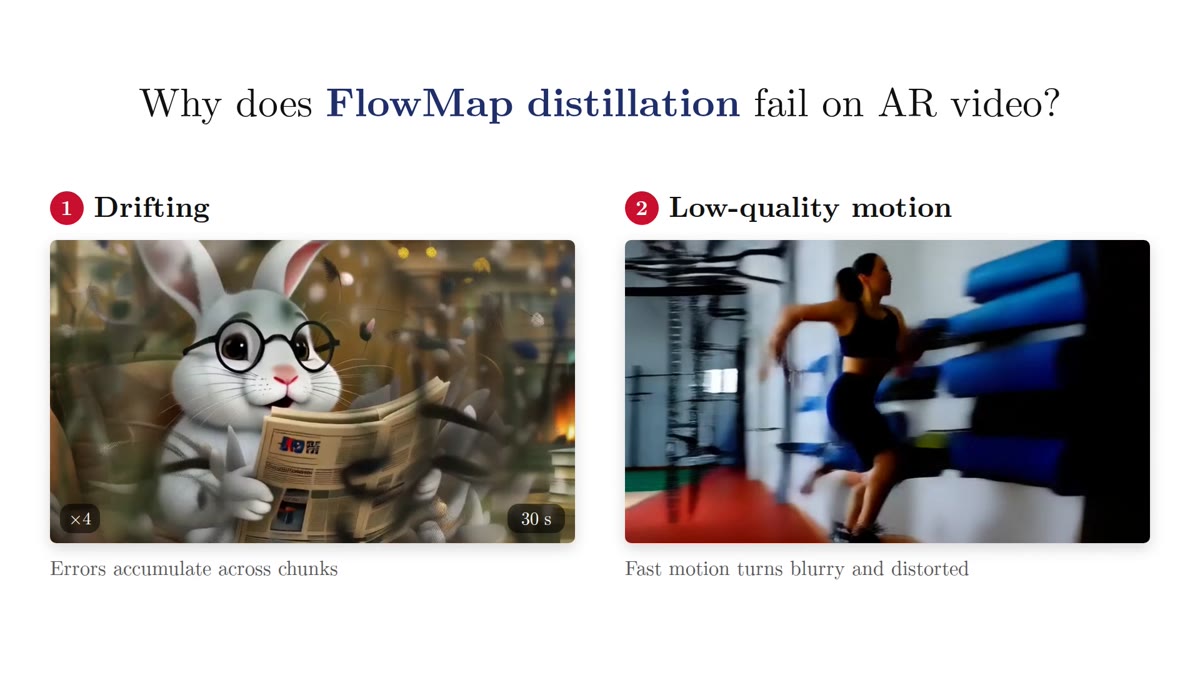 Why does FlowMap distillation fail on AR video?
1 Drifting
2 Low-quality motion
×4
30 s
Errors accumulate across chunks
Fast motion turns blurry and distorted